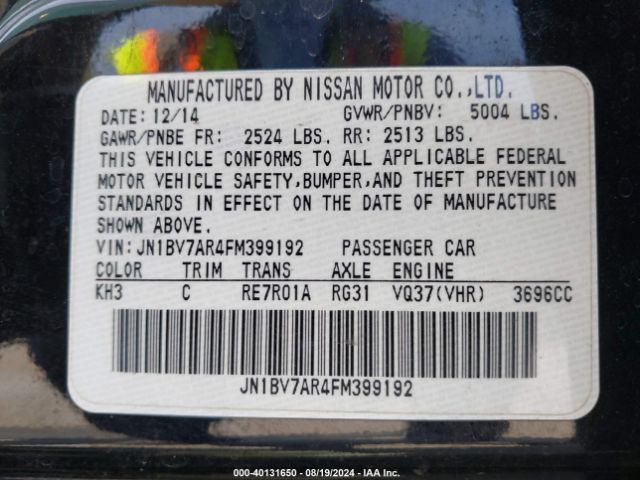 MANUFACTURED BY NISSAN MOTOR CO.,LTD.
DATE: 12/14 GVWR/PNBV: 5004 LBS.
GAWR/PNBE FR: 2524 LBS. RR: 2513 LBS.
THIS VEHICLE CONFORMS TO ALL APPLICABLE FEDERAL
MOTOR VEHICLE SAFETY,BUMPER,AND THEFT PREVENTION
STANDARDS IN EFFECT ON THE DATE OF MANUFACTURE
SHOWN ABOVE.
VIN: JN1BV7AR4FM399192 PASSENGER CAR
COLOR TRIM TRANS AXLE ENGINE
KH3 C RE7R01A RG31 VQ37(VHR) 3696CC
JN1BV7AR4FM399192
000-40131650 - 08/19/2024 - IAA Inc.